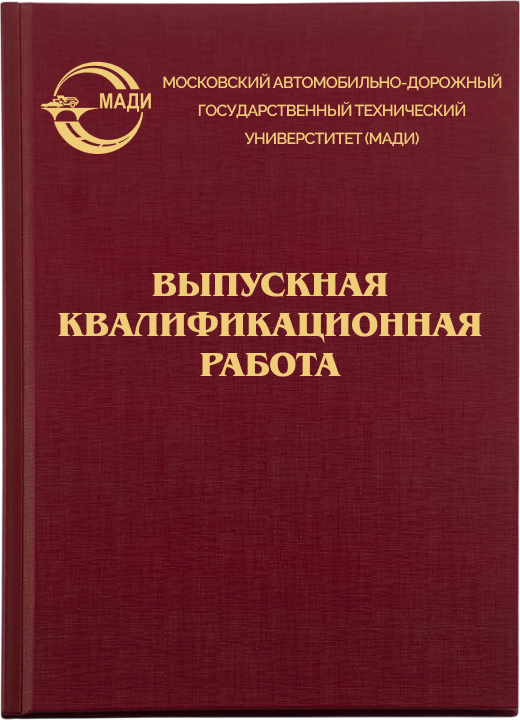 МАДИ
МОСКОВСКИЙ АВТОМОБИЛЬНО-ДОРОЖНЫЙ
ГОСУДАРСТВЕННЫЙ ТЕХНИЧЕСКИЙ
УНИВЕРСТИТЕТ (МАДИ)
ВЫПУСКНАЯ
КВАЛИФИКАЦИОННАЯ
РАБОТА